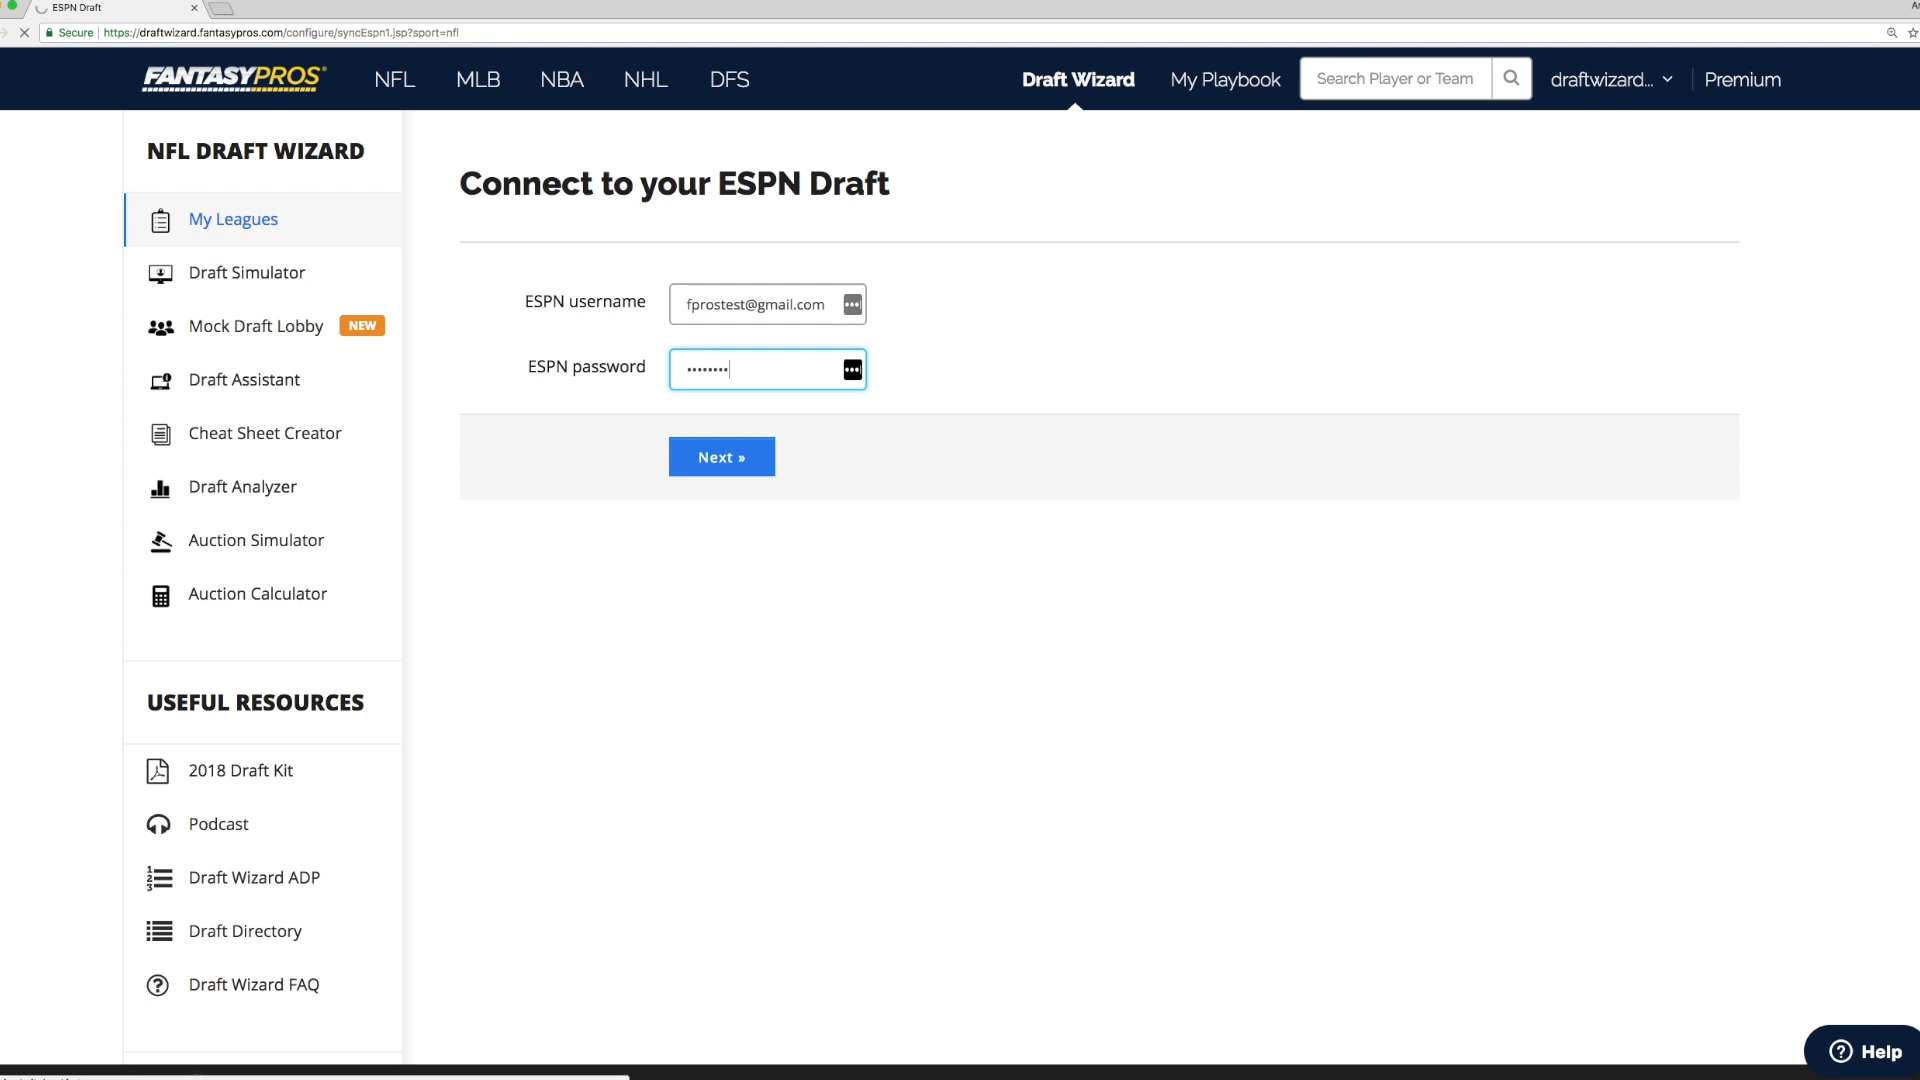 ESPN Draft
Secure https://draftwizard.fantasypros.com/configure/syncEspn1.jsp?sport=nfl
FANTASYPROS NFL MLB NBA NHL DFS Draft Wizard My Playbook Search Player or Team draftwizard... Premium
NFL DRAFT WIZARD
My Leagues
Draft Simulator
Mock Draft Lobby NEW
Draft Assistant
Cheat Sheet Creator
Draft Analyzer
Auction Simulator
Auction Calculator
USEFUL RESOURCES
2018 Draft Kit
Podcast
Draft Wizard ADP
Draft Directory
Draft Wizard FAQ
Connect to your ESPN Draft
ESPN username fprostest@gmail.com
ESPN password ••••••••
Next »
Help